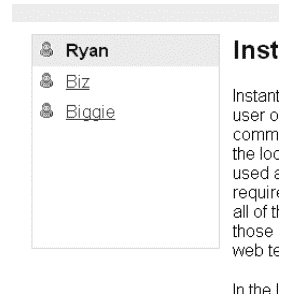 Ryan
Biz
Biggie
Inst
Instant
user o
comm
the loc
used a
require
all of th
those
web te
In the l